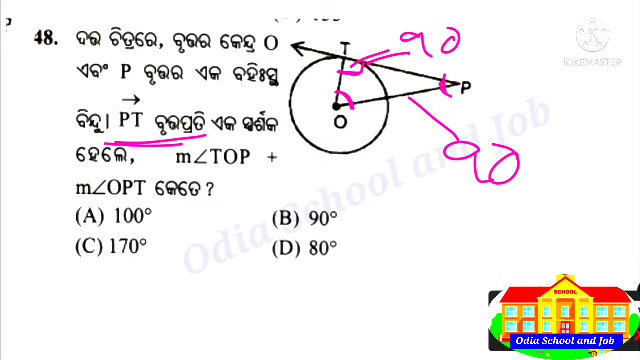 48. ଦତ୍ତ ଚିତ୍ରରେ, ବୃତ୍ତର କେନ୍ଦ୍ର O
ଏବଂ P ବୃତ୍ତର ଏକ ବହିଃସ୍ଥ
ବିନ୍ଦୁ। PT ବୃତ୍ତପ୍ରତି ଏକ ସ୍ପର୍ଶକ
ହେଲେ, m∠TOP +
m∠OPT କେତେ ?
(A) 100° (B) 90°
(C) 170° (D) 80°
T
P
O
90
90
KINEMASTER
Odia School and Job
SCHOOL
Odia School and Job